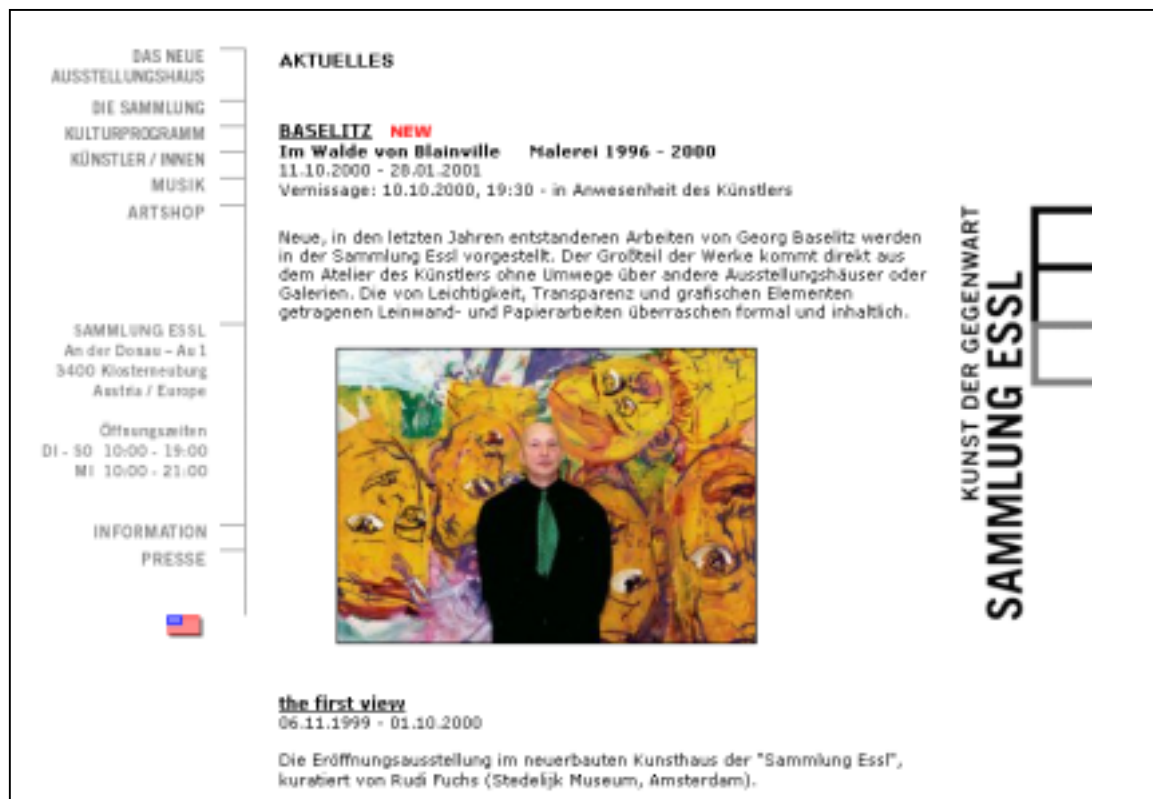 DAS NEUE
AUSSTELLUNGSHAUS
DIE SAMMLUNG
KULTURPROGRAMM
KÜNSTLER / INNEN
MUSIK
ARTSHOP
SAMMLUNG ESSL
An der Donau – Au 1
3400 Klosterneuburg
Austria / Europe
Öffnungszeiten
DI - SO 10:00 - 19:00
MI 10:00 - 21:00
INFORMATION
PRESSE
AKTUELLES
BASELITZ NEW
Im Walde von Blainville Malerei 1996 - 2000
11.10.2000 - 28.01.2001
Vernissage: 10.10.2000, 19:30 - in Anwesenheit des Künstlers
Neue, in den letzten Jahren entstandenen Arbeiten von Georg Baselitz werden
in der Sammlung Essl vorgestellt. Der Großteil der Werke kommt direkt aus
dem Atelier des Künstlers ohne Umwege über andere Ausstellungshäuser oder
Galerien. Die von Leichtigkeit, Transparenz und grafischen Elementen
getragenen Leinwand- und Papierarbeiten überraschen formal und inhaltlich.
the first view
06.11.1999 - 01.10.2000
Die Eröffnungsausstellung im neuerbauten Kunsthaus der "Sammlung Essl",
kuratiert von Rudi Fuchs (Stedelijk Museum, Amsterdam).
KUNST DER GEGENWART
SAMMLUNG ESSL